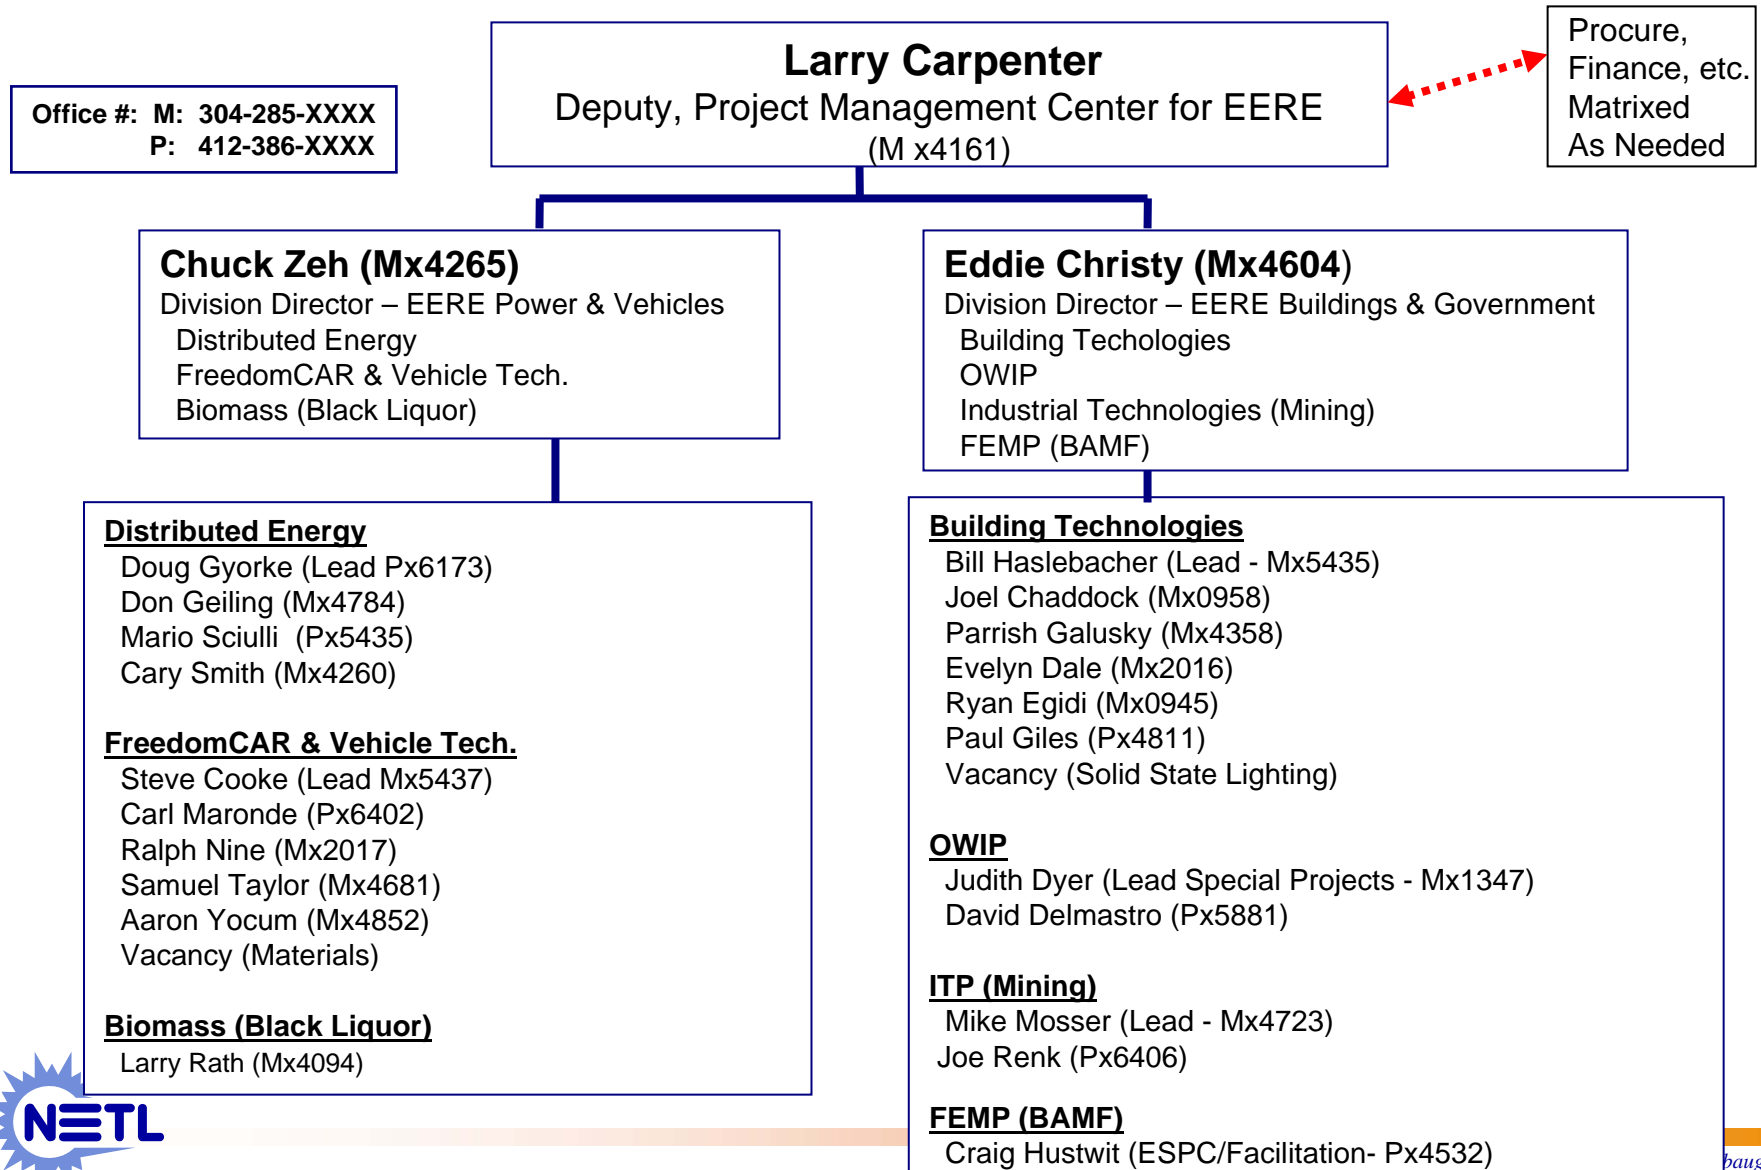 Larry Carpenter
Deputy, Project Management Center for EERE
(M x4161)
Procure,
Finance, etc.
Matrixed
As Needed
Office #: M: 304-285-XXXX
P: 412-386-XXXX
Chuck Zeh (Mx4265)
Division Director – EERE Power & Vehicles
Distributed Energy
FreedomCAR & Vehicle Tech.
Biomass (Black Liquor)
Eddie Christy (Mx4604)
Division Director – EERE Buildings & Government
Building Techologies
OWIP
Industrial Technologies (Mining)
FEMP (BAMF)
Distributed Energy
Doug Gyorke (Lead Px6173)
Don Geiling (Mx4784)
Mario Sciulli (Px5435)
Cary Smith (Mx4260)
FreedomCAR & Vehicle Tech.
Steve Cooke (Lead Mx5437)
Carl Maronde (Px6402)
Ralph Nine (Mx2017)
Samuel Taylor (Mx4681)
Aaron Yocum (Mx4852)
Vacancy (Materials)
Biomass (Black Liquor)
Larry Rath (Mx4094)
Building Technologies
Bill Haslebacher (Lead - Mx5435)
Joel Chaddock (Mx0958)
Parrish Galusky (Mx4358)
Evelyn Dale (Mx2016)
Ryan Egidi (Mx0945)
Paul Giles (Px4811)
Vacancy (Solid State Lighting)
OWIP
Judith Dyer (Lead Special Projects - Mx1347)
David Delmastro (Px5881)
ITP (Mining)
Mike Mosser (Lead - Mx4723)
Joe Renk (Px6406)
FEMP (BAMF)
Craig Hustwit (ESPC/Facilitation- Px4532)
NETL